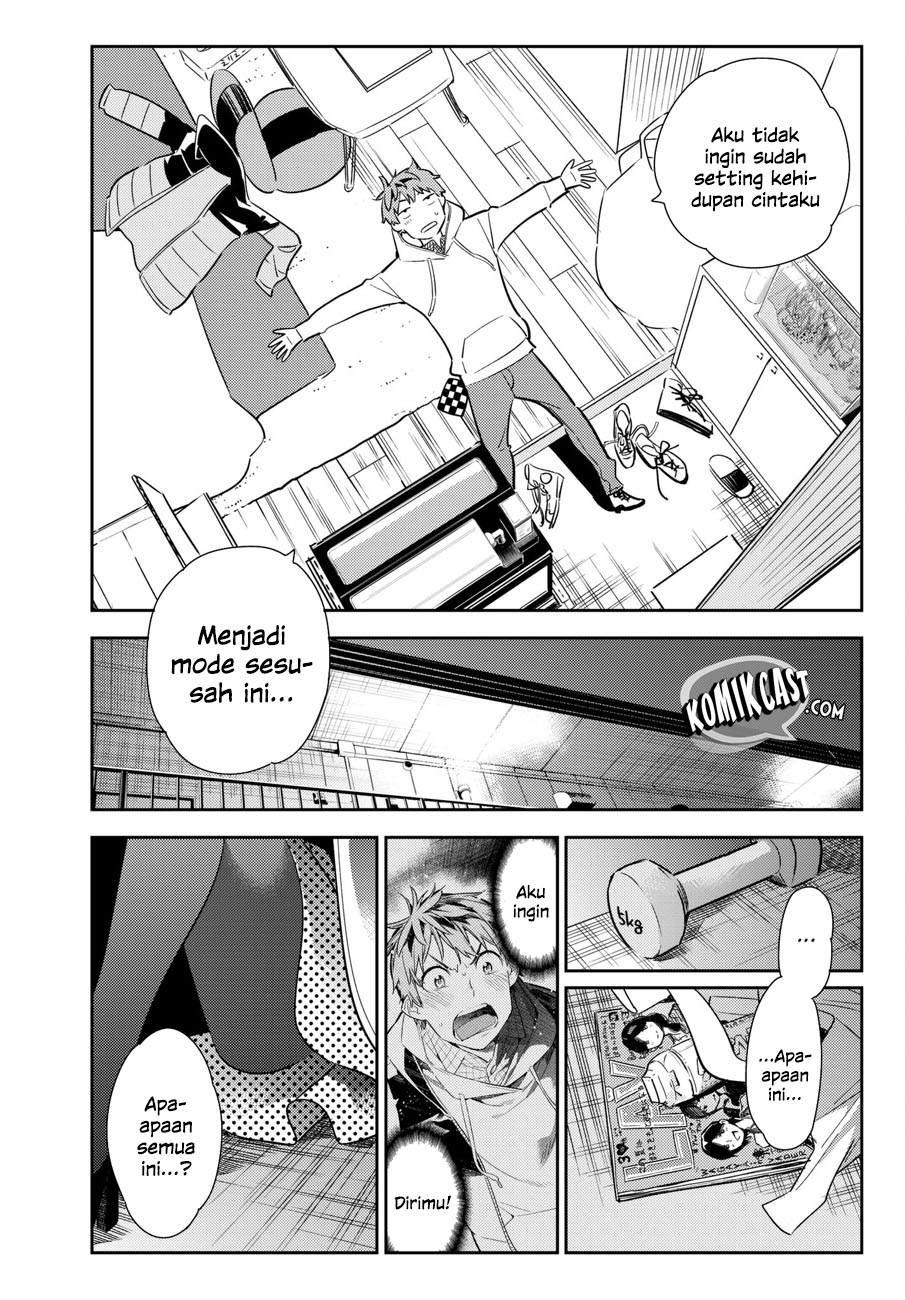 Aku tidak
ingin sudah
setting kehi-
dupan cintaku
Menjadi
mode sesu-
sah ini...
KOMIKCAST
.COM
5kg
...
...Apa-
apaan
ini...
Aku
ingin
Dirimu!
Apa-
apaan
semua
ini...?